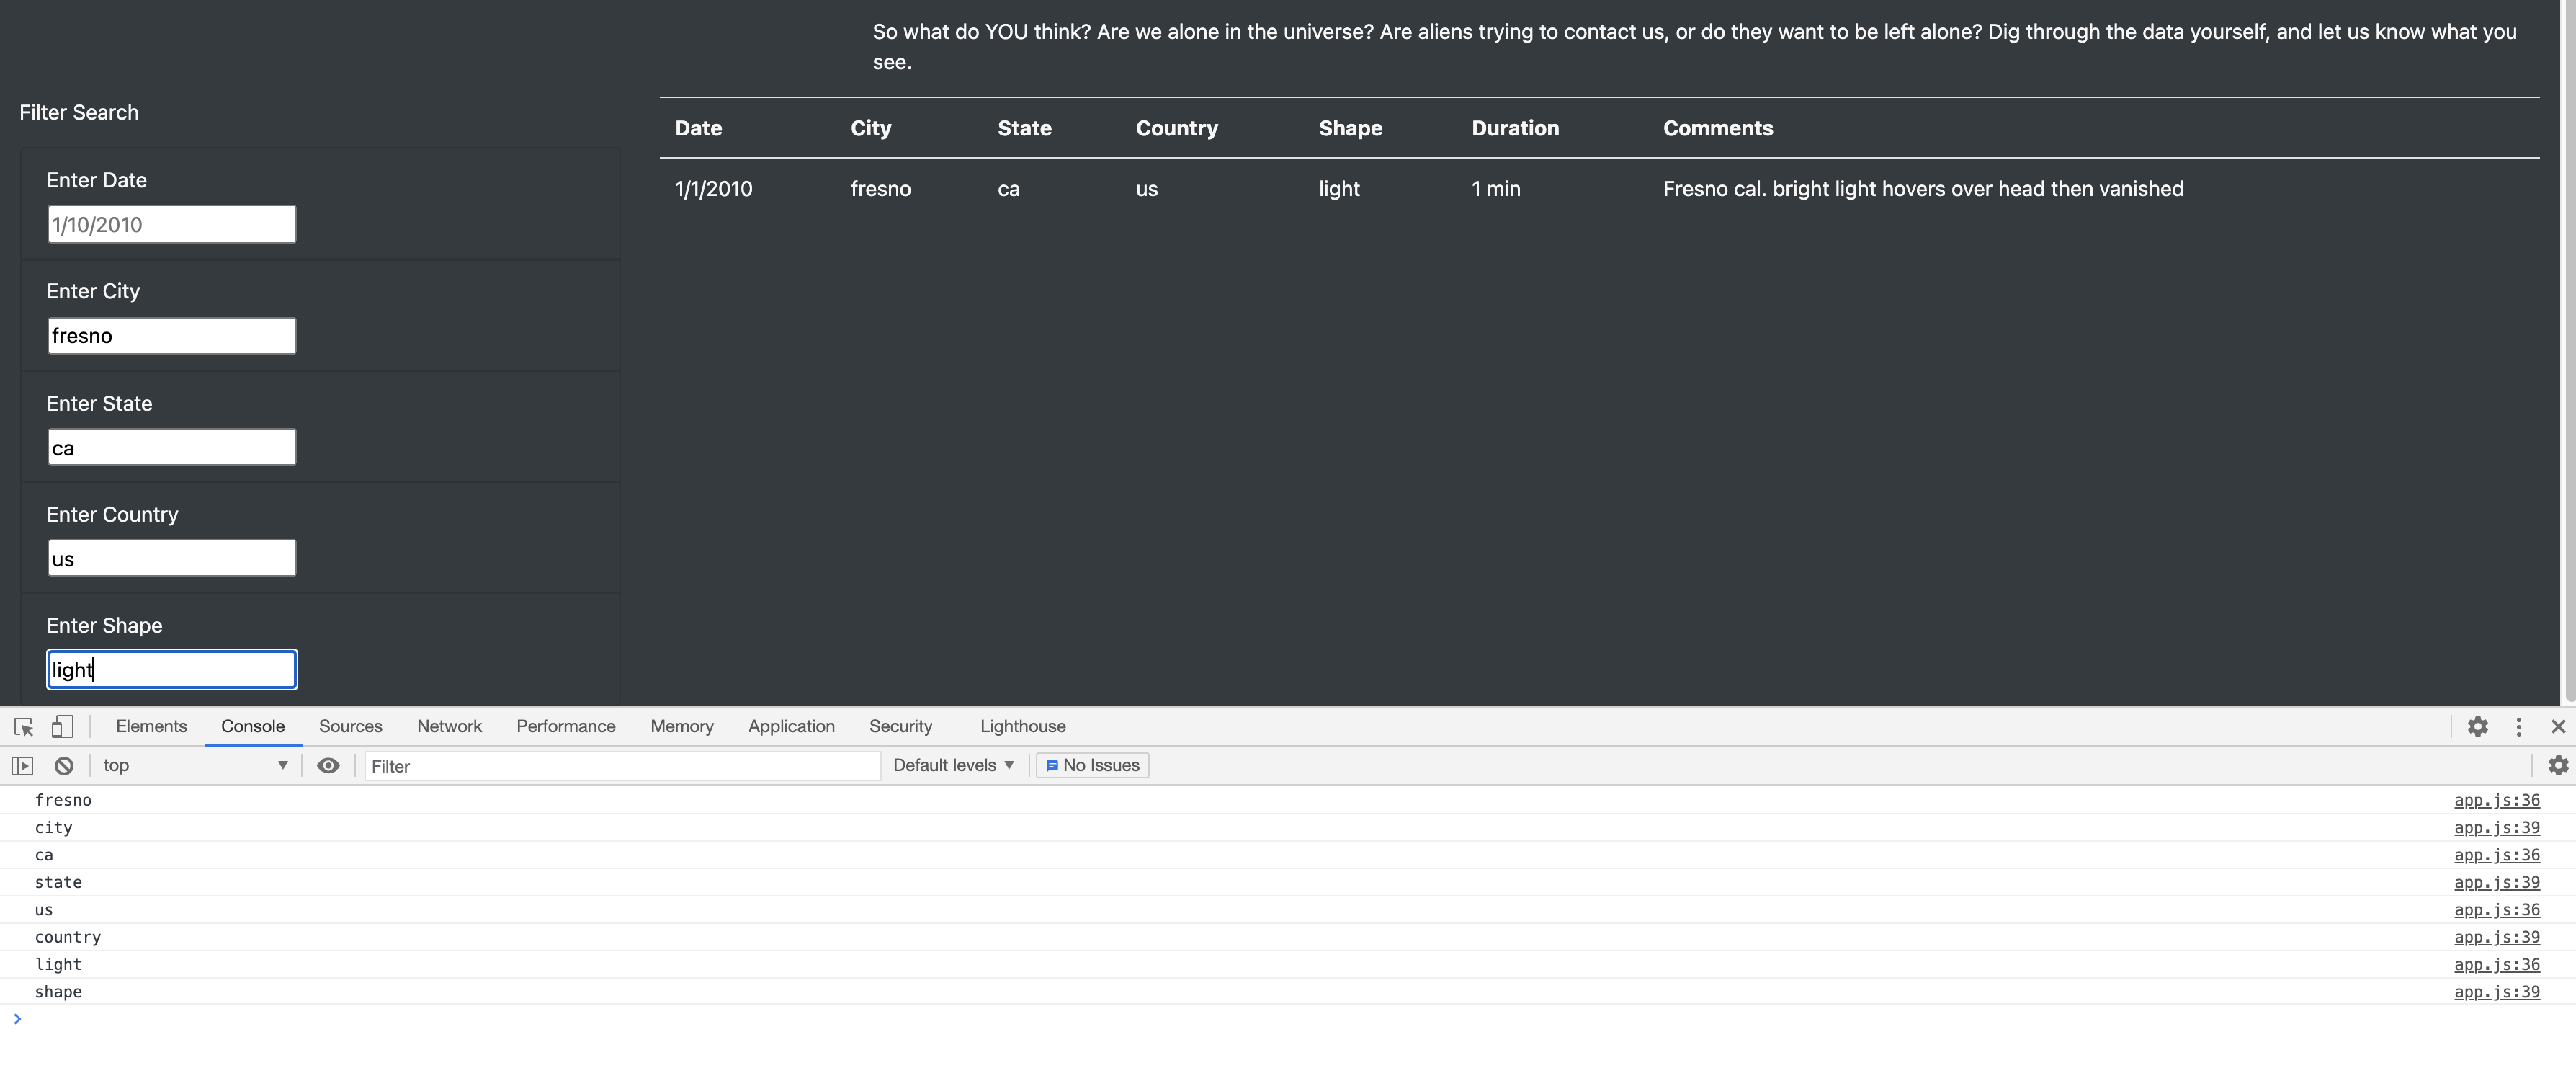 So what do YOU think? Are we alone in the universe? Are aliens trying to contact us, or do they want to be left alone? Dig through the data yourself, and let us know what you
see.
Filter Search
Date City State Country Shape Duration Comments
1/1/2010 fresno ca us light 1 min Fresno cal. bright light hovers over head then vanished
Enter Date
1/10/2010
Enter City
fresno
Enter State
ca
Enter Country
us
Enter Shape
light
Elements Console Sources Network Performance Memory Application Security Lighthouse
top Filter Default levels No Issues
fresno app.js:36
city app.js:39
ca app.js:36
state app.js:39
us app.js:36
country app.js:39
light app.js:36
shape app.js:39